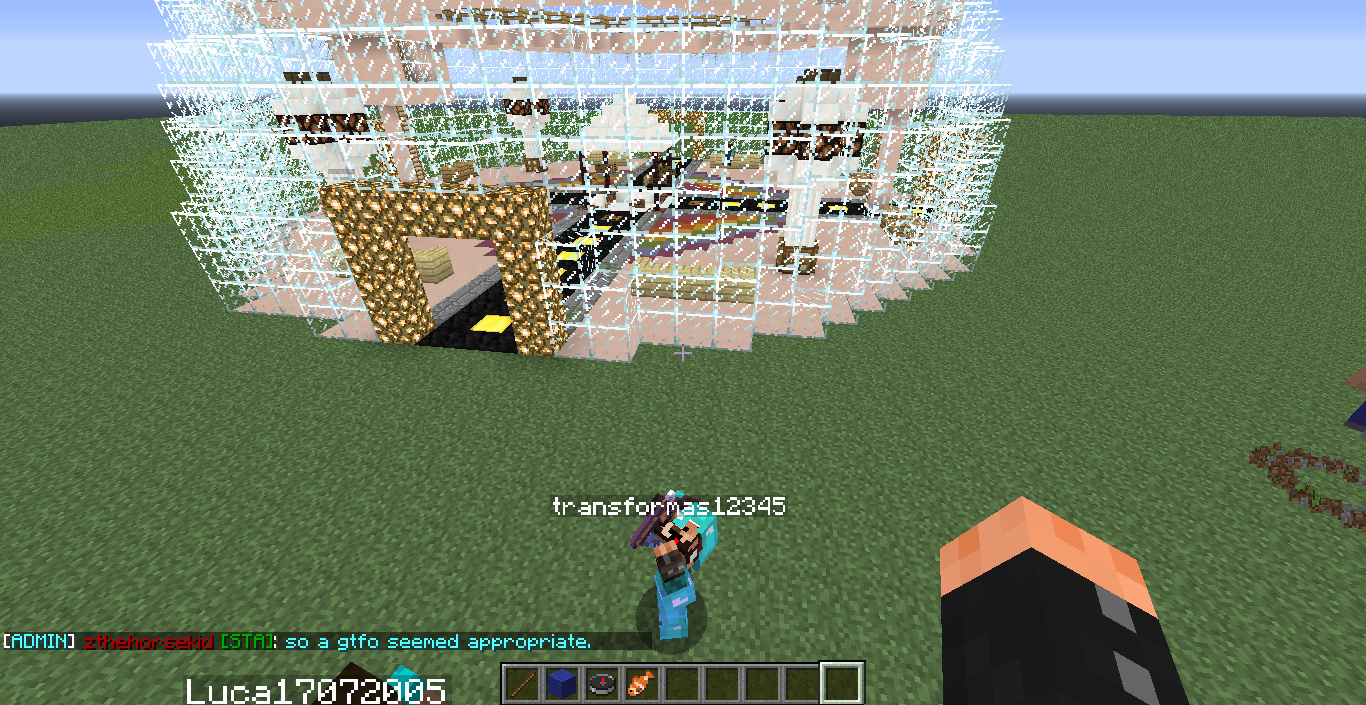 transformas12345
[ADMIN] zthehorsekid [STA]: so a gtfo seemed appropriate.
Luca17072005